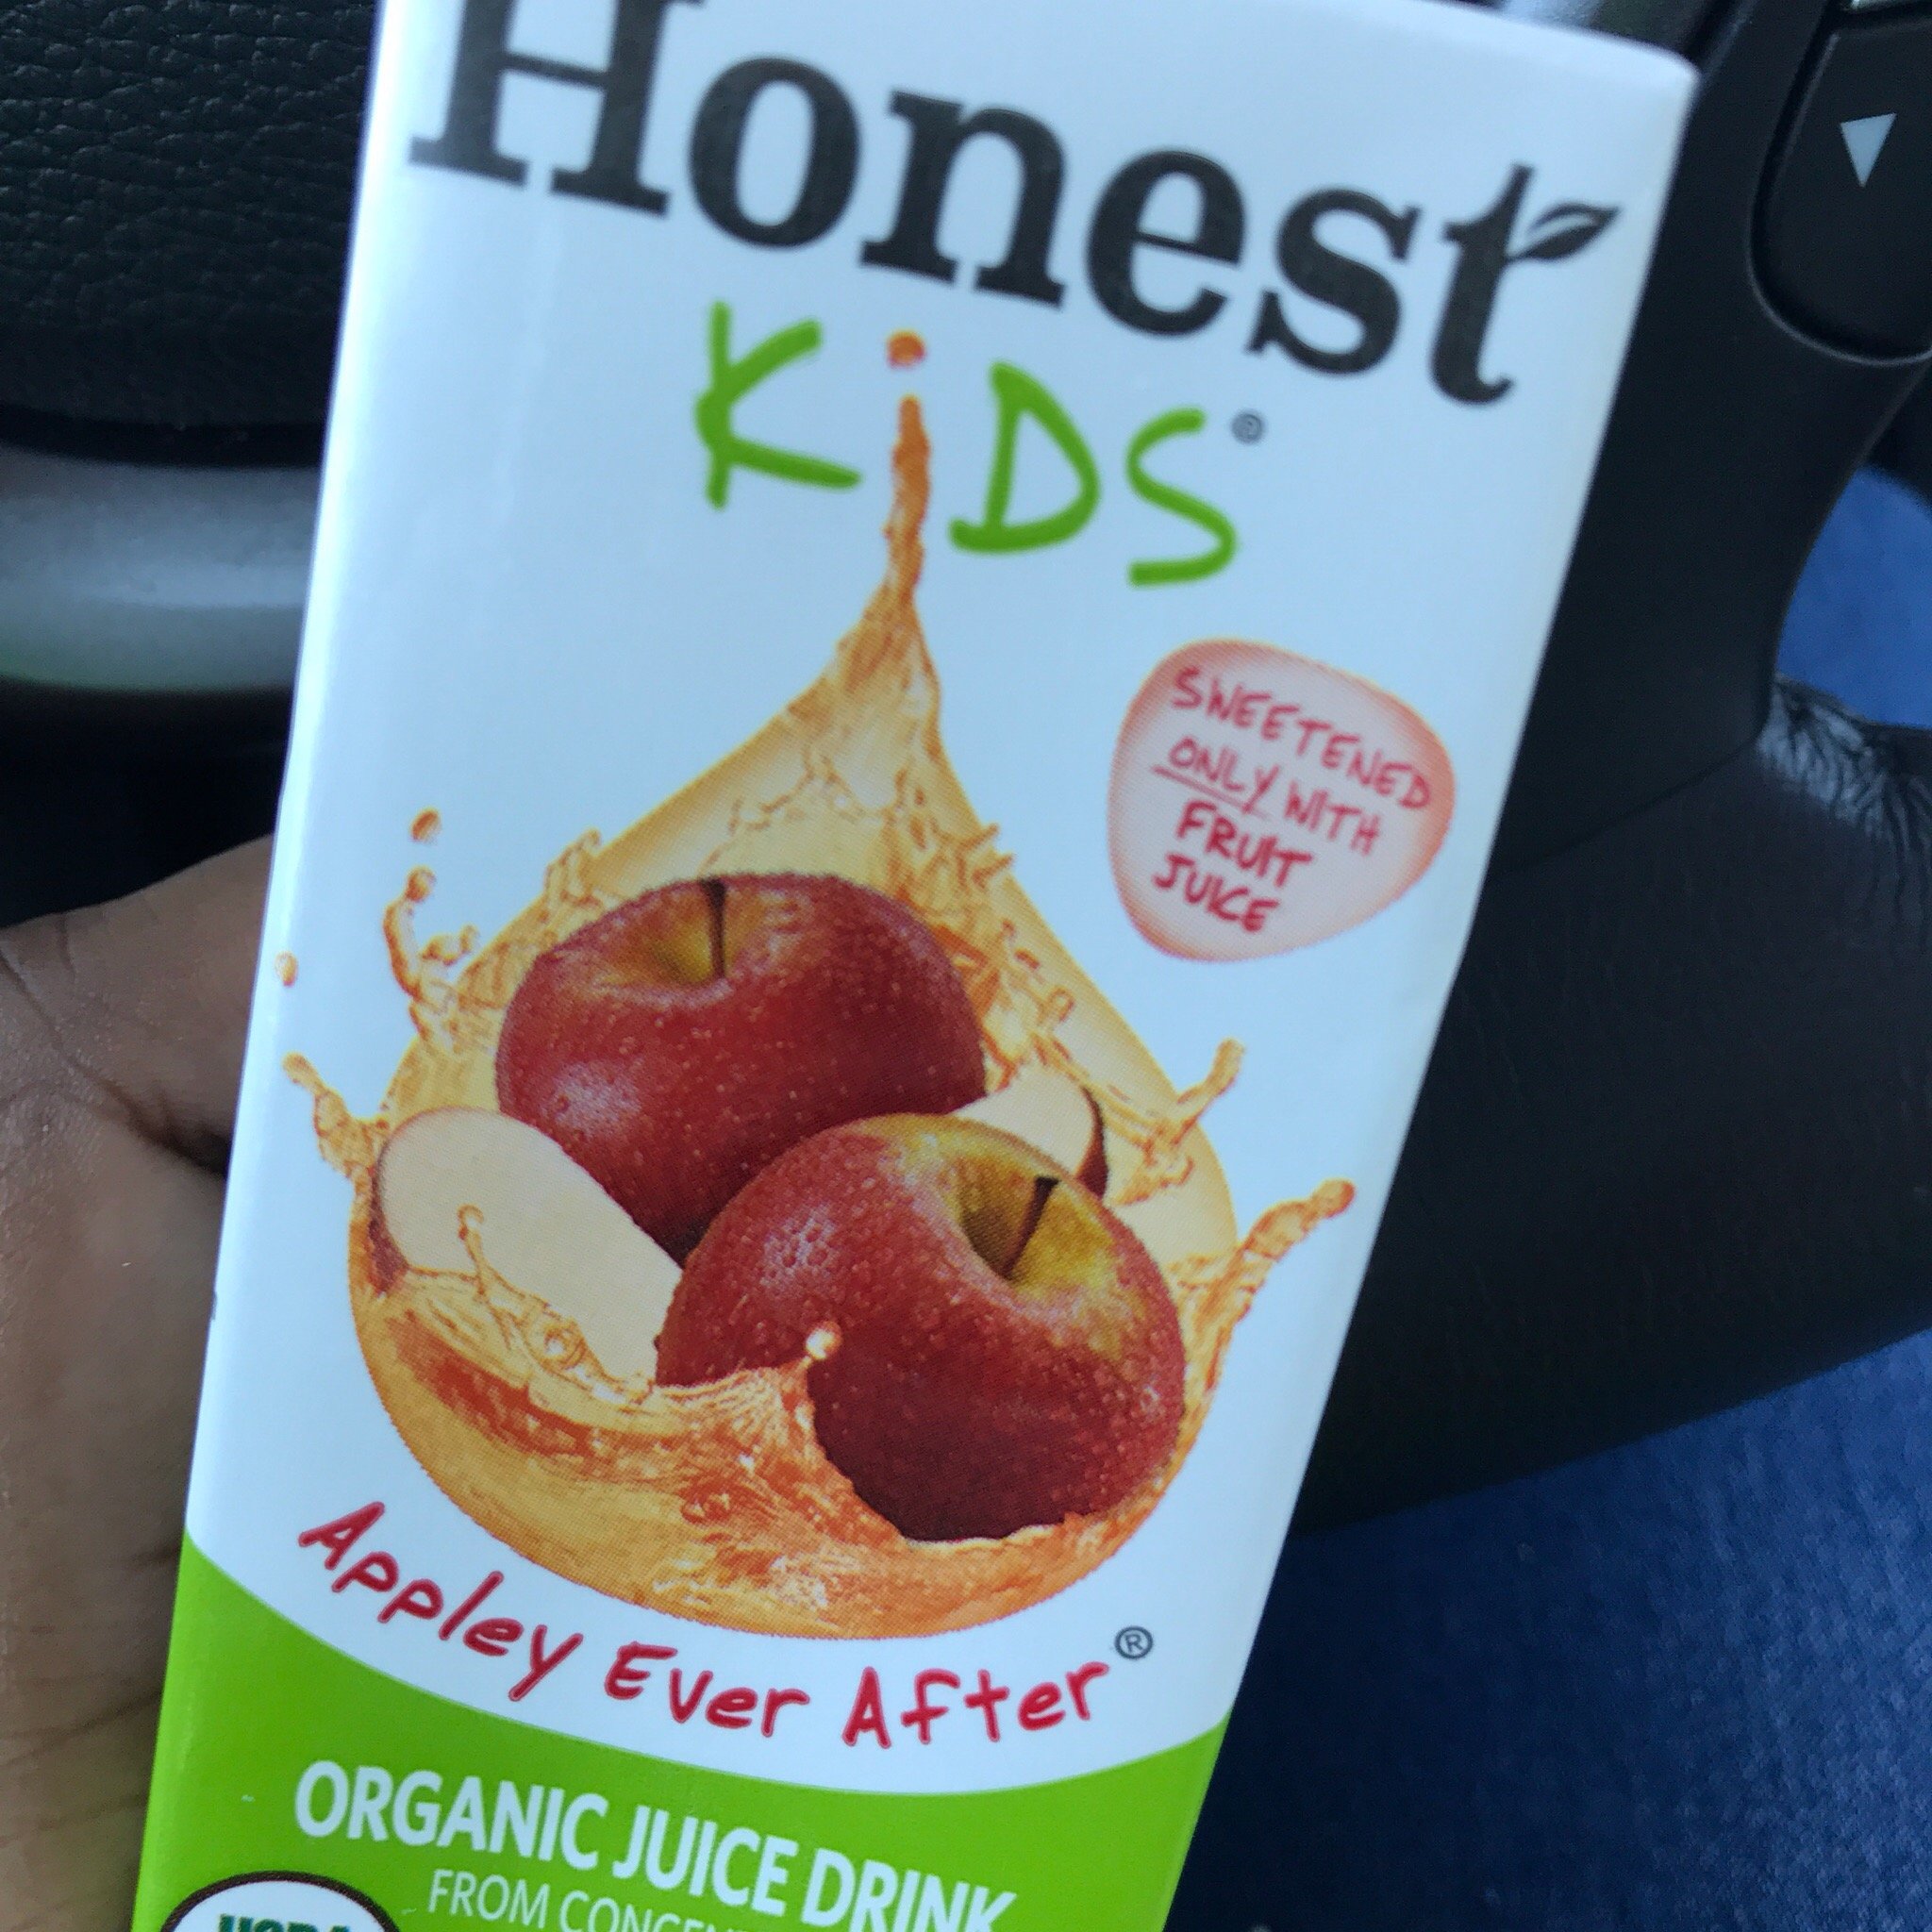 Honest
KiDS®
SWEETENED
ONLY WITH
FRUIT
JUICE
Appley Ever After®
ORGANIC JUICE DRINK
FROM